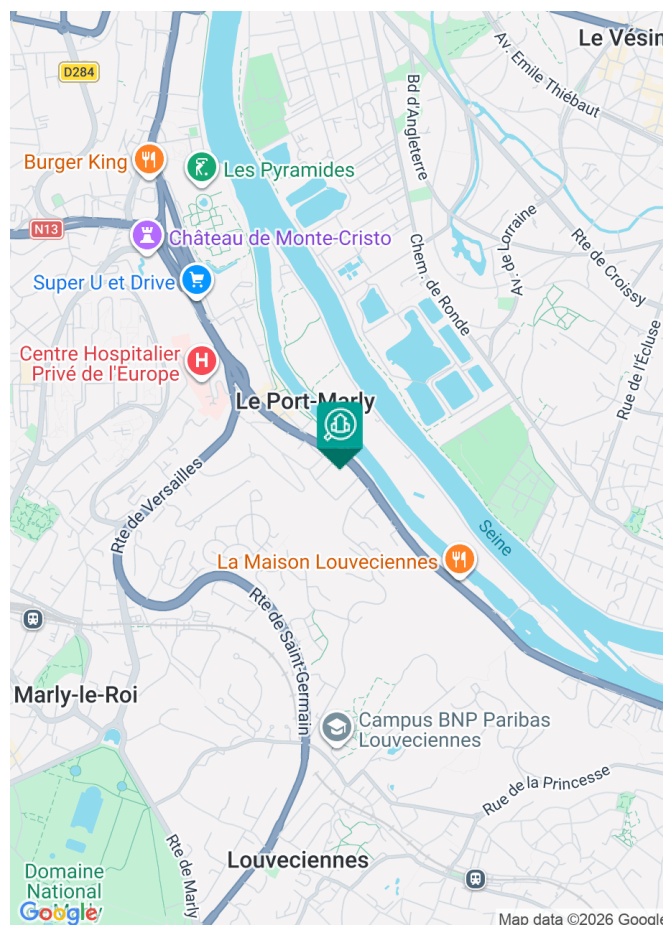 Le Vésin
D284
Av. Emile Thiébaut
Bd d'Angleterre
Burger King
Les Pyramides
N13
Château de Monte-Cristo
Av. de Lorraine
Rte de Croissy
Super U et Drive
Chem. de Ronde
Centre Hospitalier
Privé de l'Europe
Rue de l'Écluse
Le Port-Marly
Rte de Versailles
Seine
La Maison Louveciennes
Rte de Saint-Germain
Marly-le-Roi
Campus BNP Paribas
Louveciennes
Rue de la Princesse
Rte de Marly
Louveciennes
Domaine
National
de Marly
Google
Map data ©2026 Google